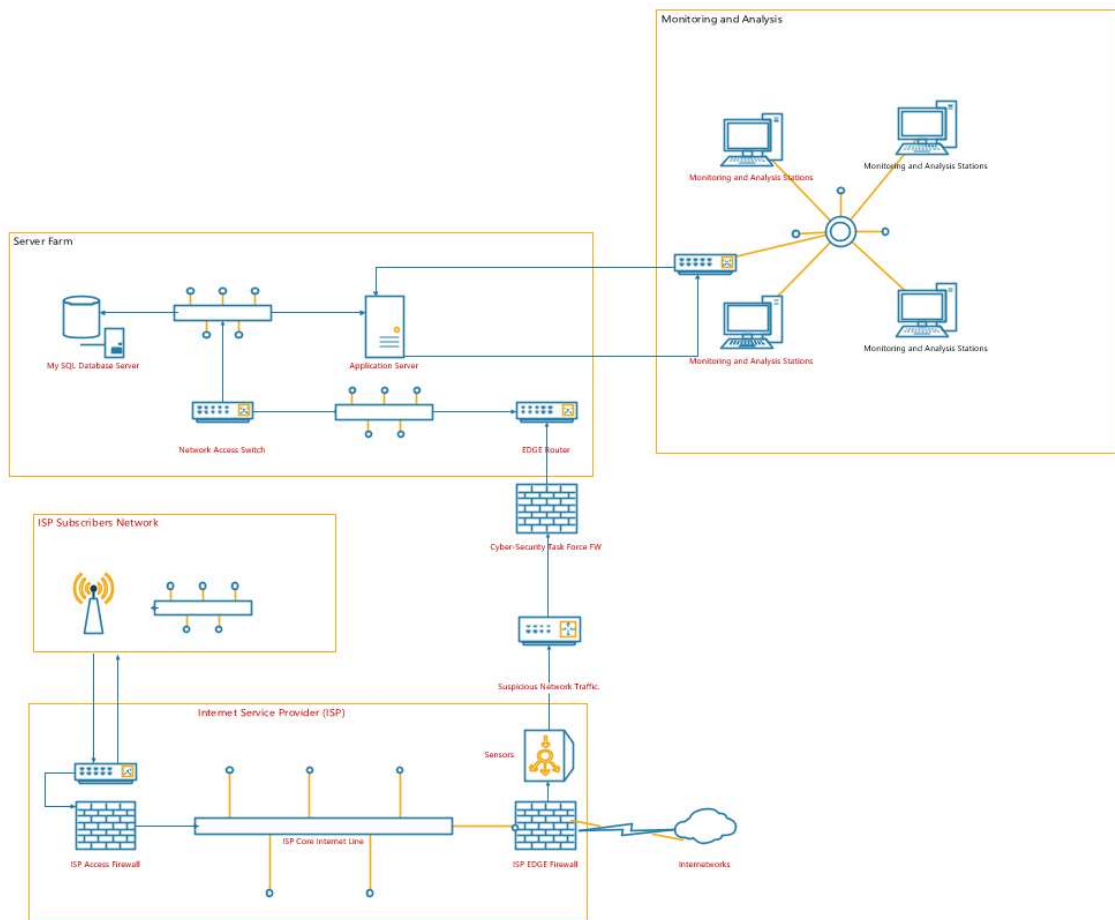 Monitoring and Analysis
Monitoring and Analysis Stations
Monitoring and Analysis Stations
Server Farm
My SQL Database Server
Application Server
Monitoring and Analysis Stations
Monitoring and Analysis Stations
Network Access Switch
EDGE Router
ISP Subscribers Network
Cyber-Security Task Force FW
Suspicious Network Traffic.
Internet Service Provider (ISP)
Sensors
ISP Core Internet Line
ISP Access Firewall
ISP EDGE Firewall
Internetworks